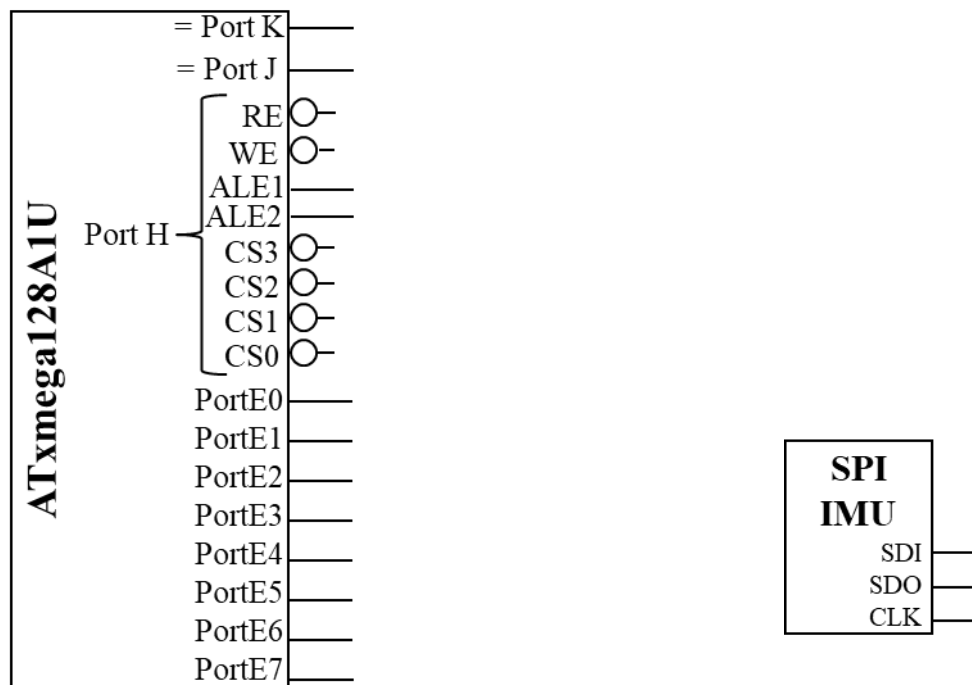 ATxmega128A1U
= Port K
= Port J
Port H
RE
WE
ALE1
ALE2
CS3
CS2
CS1
CS0
PortE0
PortE1
PortE2
PortE3
PortE4
PortE5
PortE6
PortE7
SPI
IMU
SDI
SDO
CLK